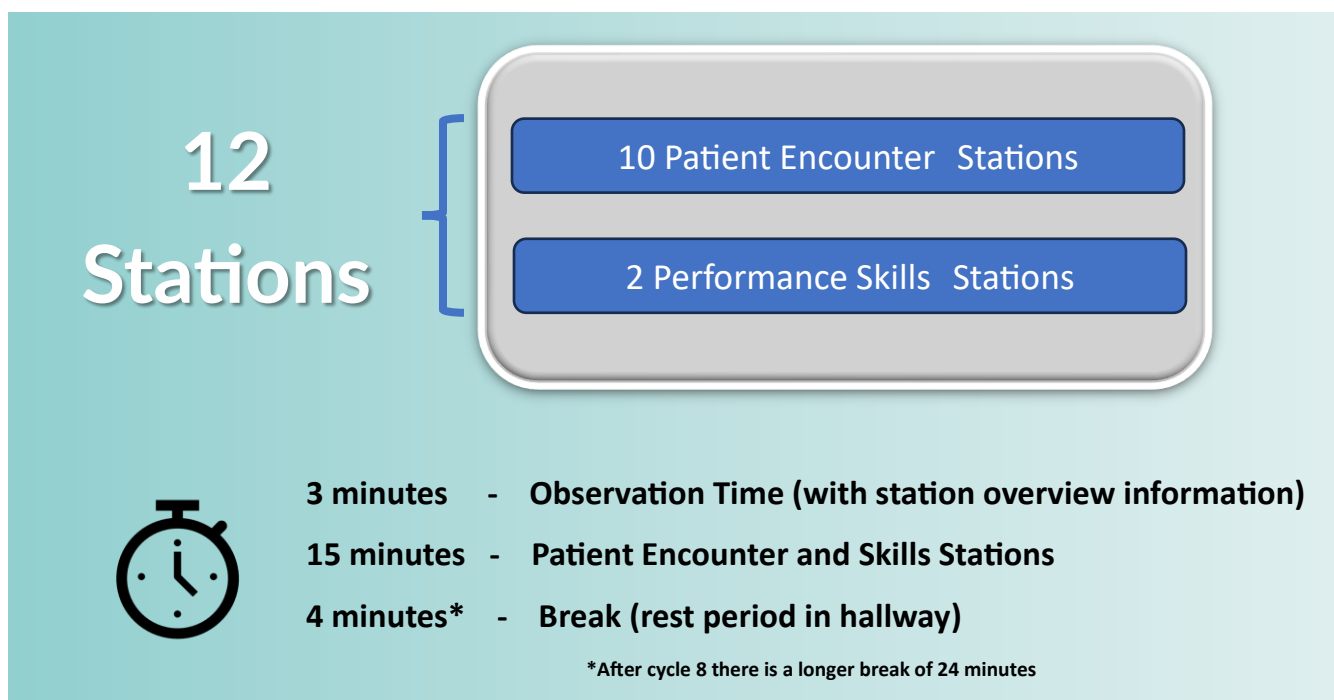 12
Stations
10 Patient Encounter Stations
2 Performance Skills Stations
3 minutes - Observation Time (with station overview information)
15 minutes - Patient Encounter and Skills Stations
4 minutes* - Break (rest period in hallway)
*After cycle 8 there is a longer break of 24 minutes